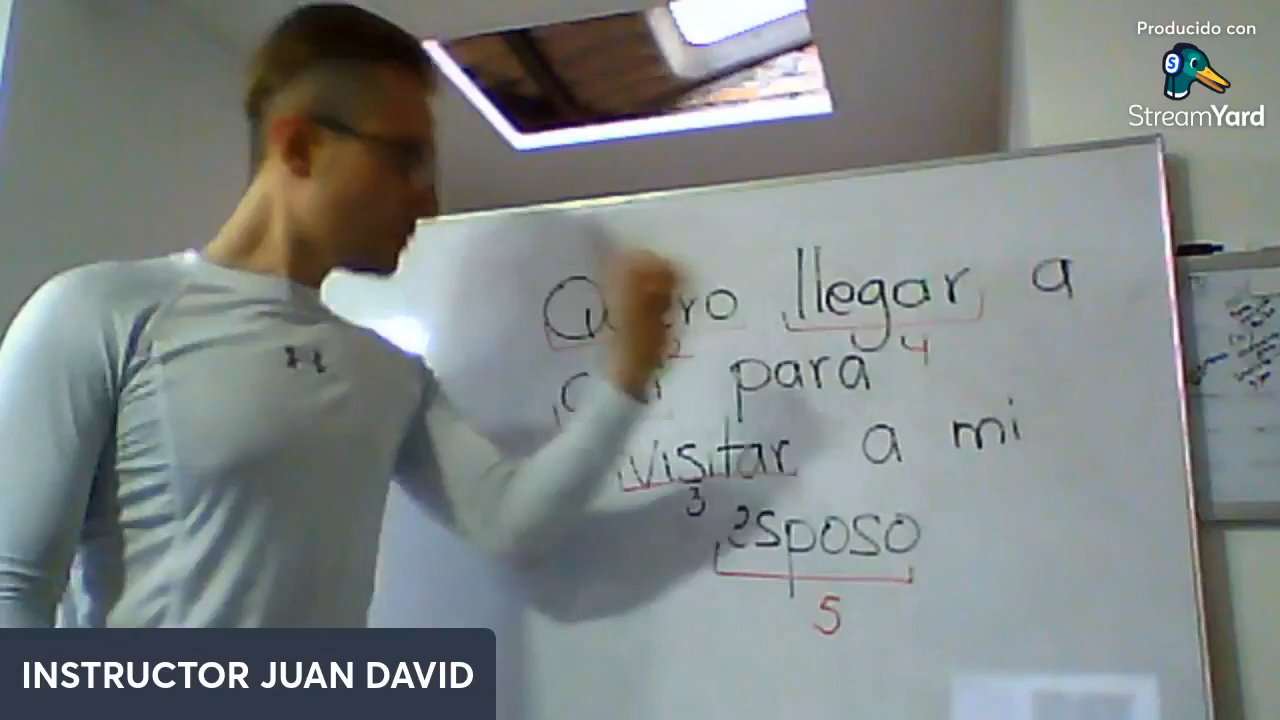 Producido con
StreamYard
llegar a
4
para
visitar a mi
3
esposo
5
INSTRUCTOR JUAN DAVID